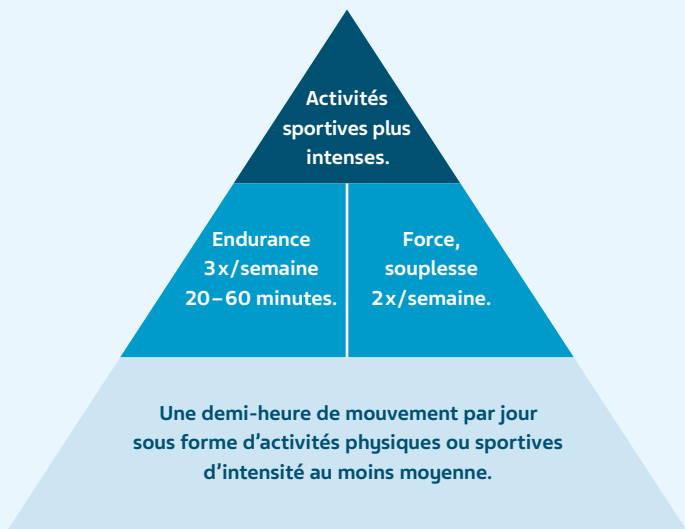 Activités
sportives plus
intenses.
Endurance
3x/semaine
20–60 minutes.
Force,
souplesse
2x/semaine.
Une demi-heure de mouvement par jour
sous forme d’activités physiques ou sportives
d’intensité au moins moyenne.